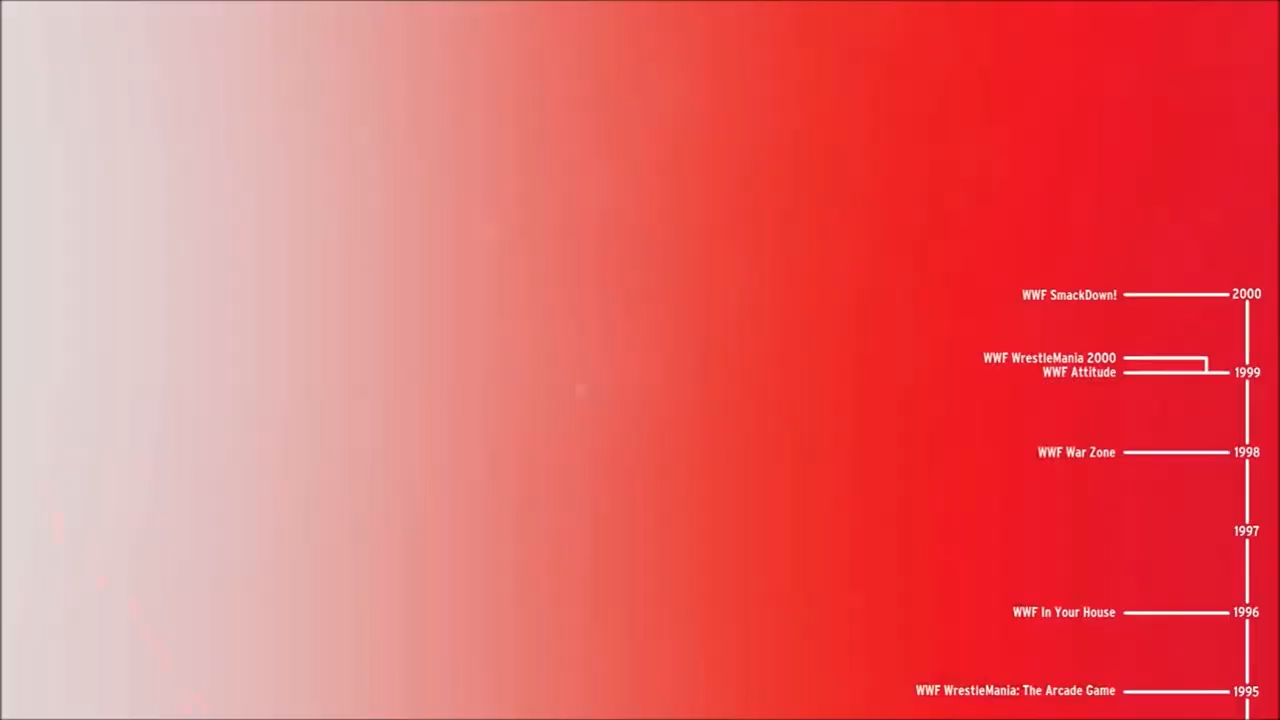 WWF SmackDown! 2000
WWF WrestleMania 2000
WWF Attitude 1999
WWF War Zone 1998
1997
WWF In Your House 1996
WWF WrestleMania: The Arcade Game 1995